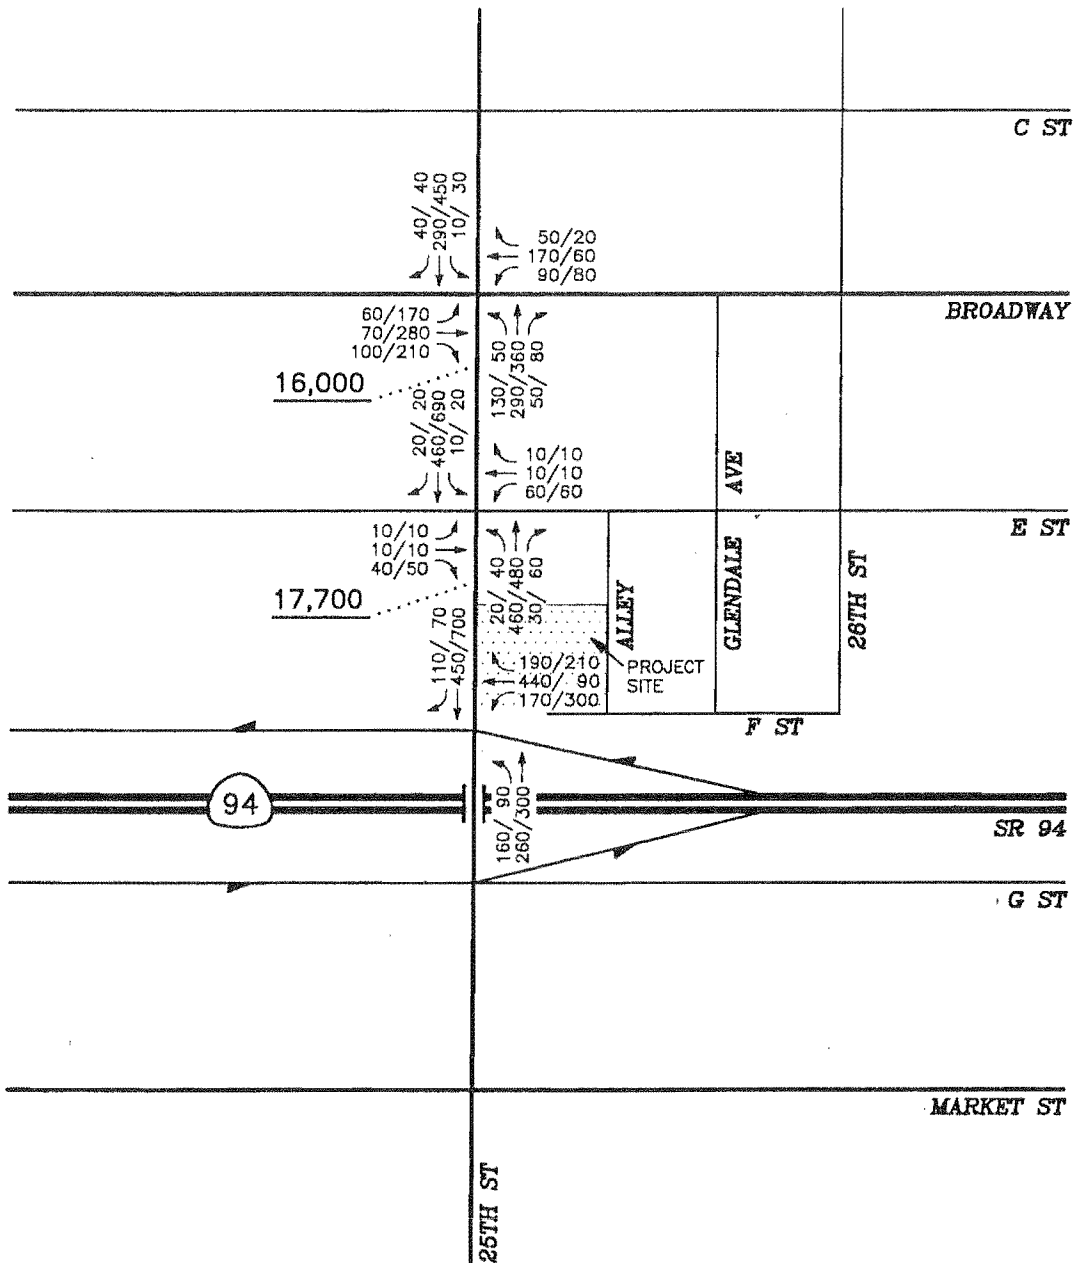 C ST
40/ 40
290/450
10/ 30
50/20
170/60
90/80
BROADWAY
60/170
70/280
100/210
130/ 50
290/360
50/ 80
16,000
20/ 20
460/690
10/ 20
10/10
10/10
60/60
GLENDALE AVE
E ST
10/10
10/10
40/50
20/ 40
460/480
30/ 60
17,700
ALLEY
26TH ST
110/ 70
450/700
190/210
440/ 90
170/300
PROJECT
SITE
F ST
94
160/ 90
260/300
SR 94
G ST
MARKET ST
25TH ST